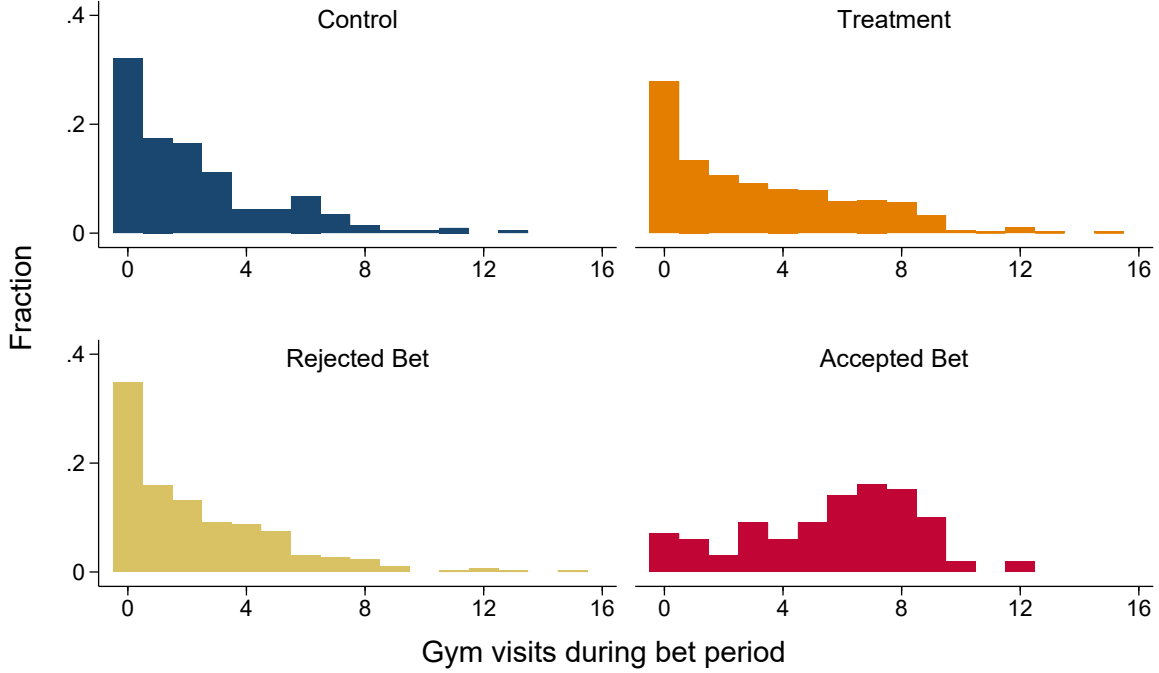 Control
Treatment
.4
.2
0
0 4 8 12 16
0 4 8 12 16
Fraction
Rejected Bet
Accepted Bet
.4
.2
0
0 4 8 12 16
0 4 8 12 16
Gym visits during bet period